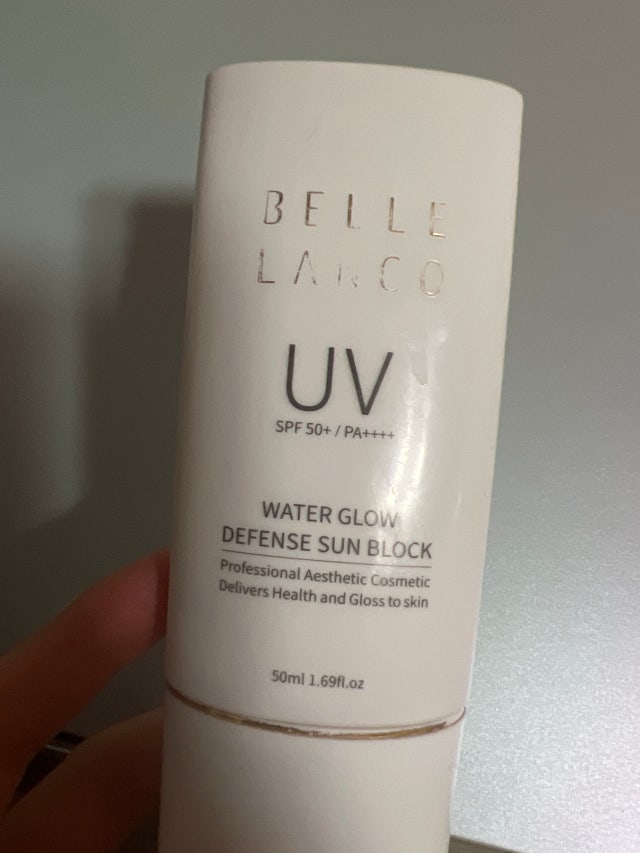 BELLE
LANCO
UV
SPF 50+ / PA++++
WATER GLOW
DEFENSE SUN BLOCK
Professional Aesthetic Cosmetic
Delivers Health and Gloss to skin
50ml 1.69fl.oz